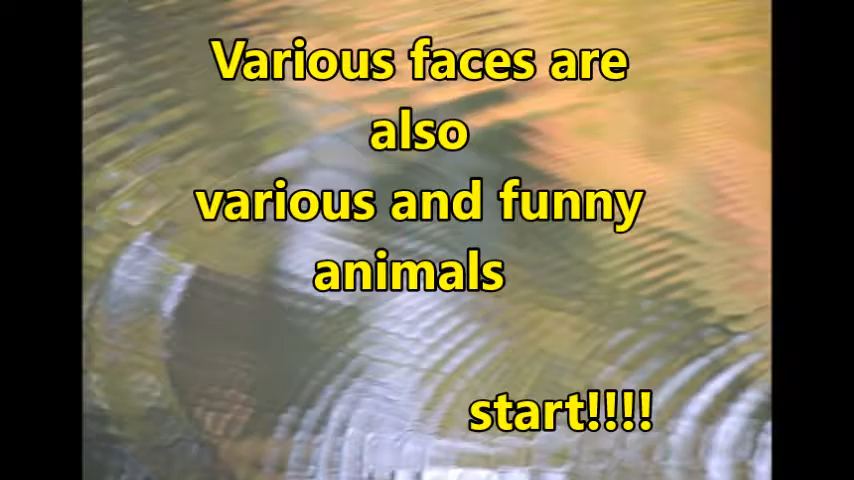 Various faces are
also
various and funny
animals
start!!!!